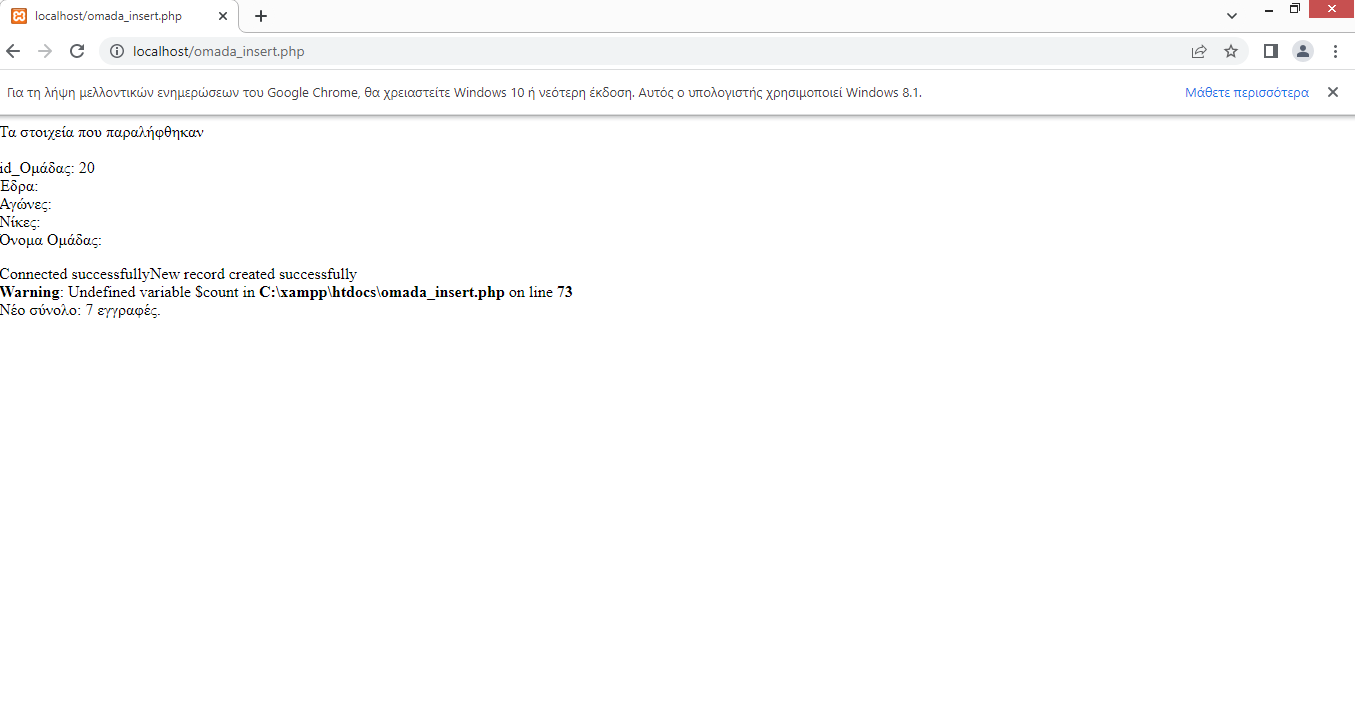 localhost/omada_insert.php
localhost/omada_insert.php
Για τη λήψη μελλοντικών ενημερώσεων του Google Chrome, θα χρειαστείτε Windows 10 ή νεότερη έκδοση. Αυτός ο υπολογιστής χρησιμοποιεί Windows 8.1. Μάθετε περισσότερα
Τα στοιχεία που παραλήφθηκαν
id_Ομάδας: 20
Έδρα:
Αγώνες:
Νίκες:
Όνομα Ομάδας:
Connected successfullyNew record created successfully
Warning: Undefined variable $count in C:\xampp\htdocs\omada_insert.php on line 73
Νέο σύνολο: 7 εγγραφές.